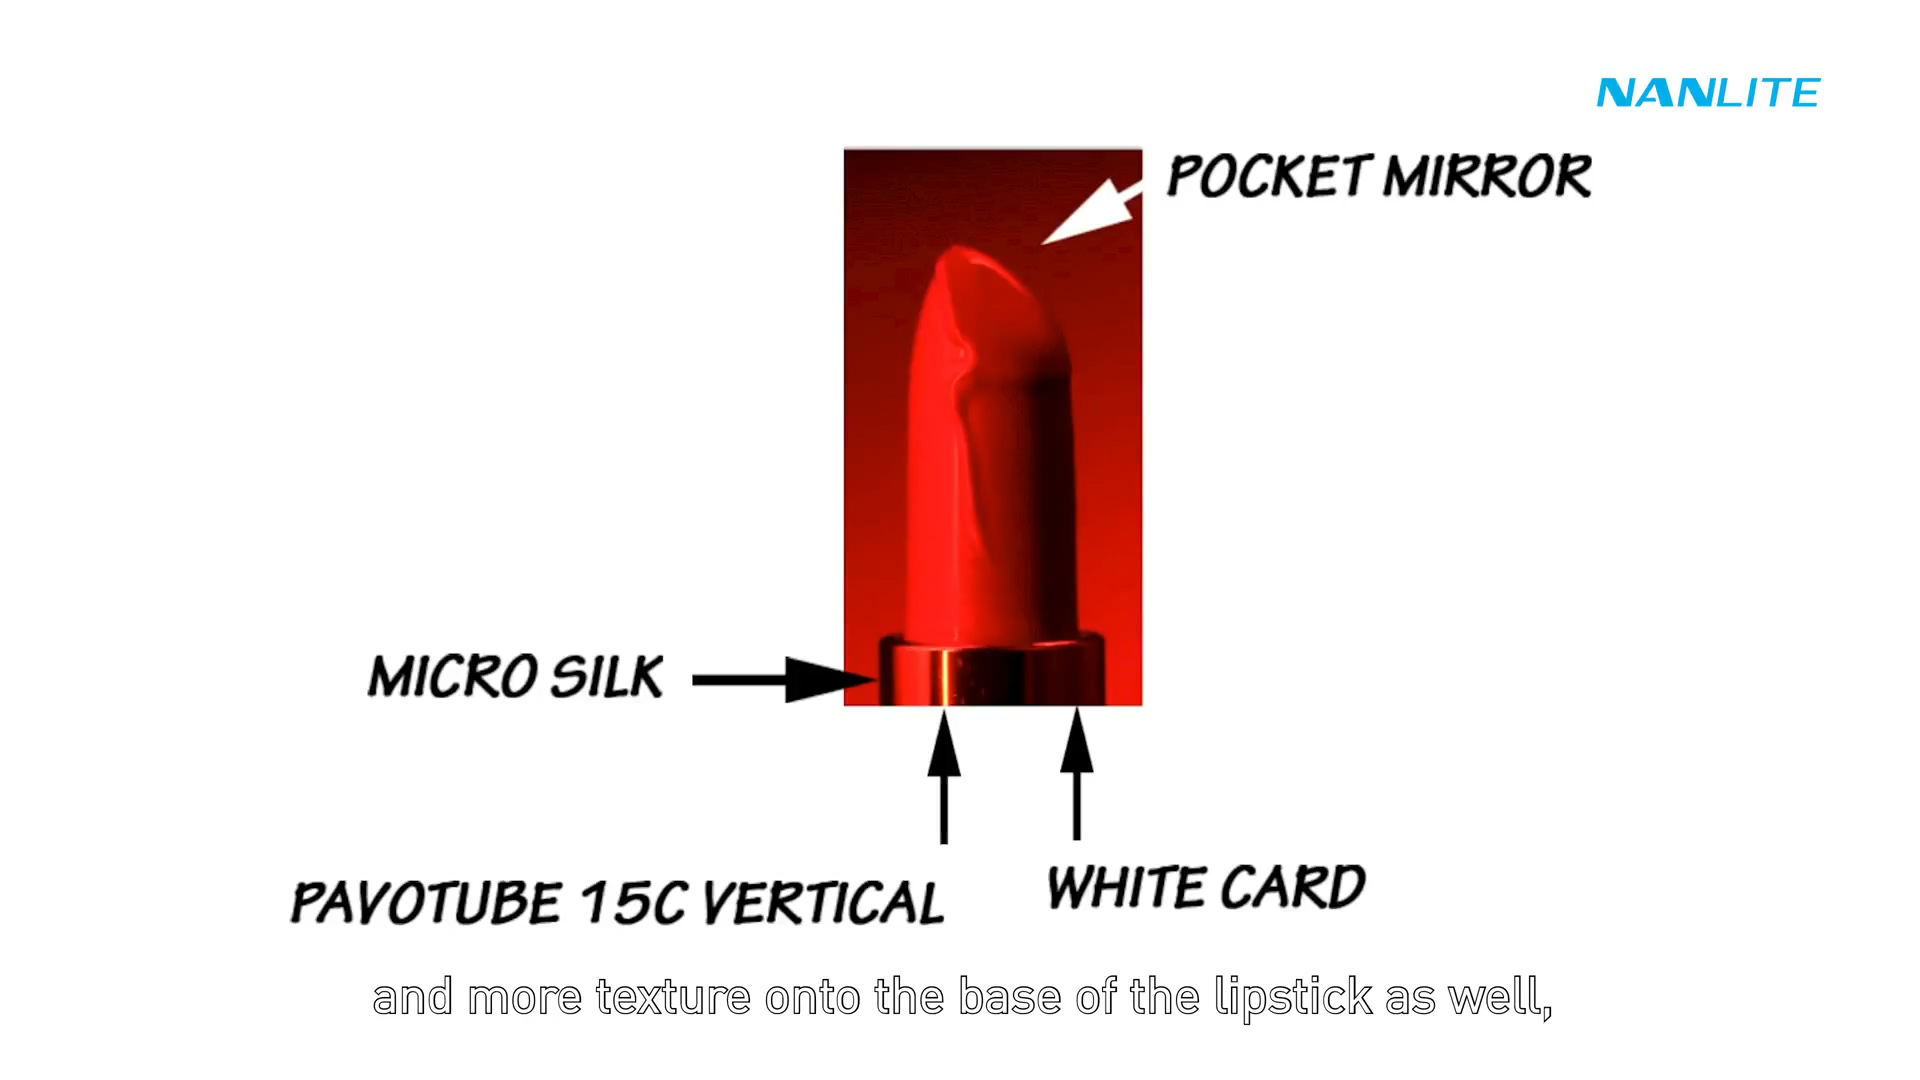 NANLITE
POCKET MIRROR
MICRO SILK
PAVOTUBE 15C VERTICAL
WHITE CARD
and more texture onto the base of the lipstick as well,